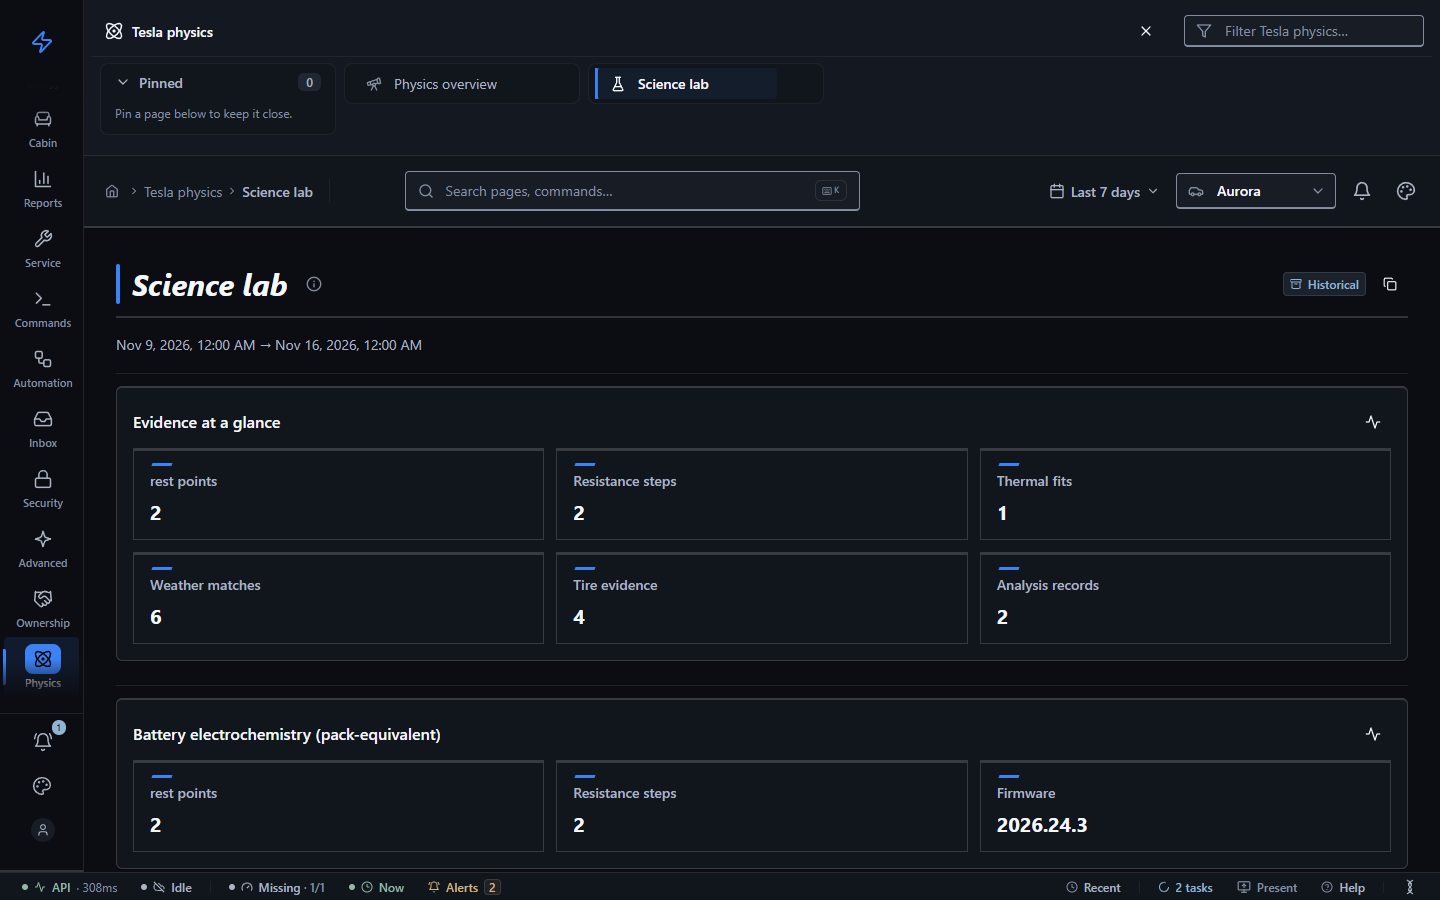 Tesla physics
Filter Tesla physics...
Pinned
0
Pin a page below to keep it close.
Physics overview
Science lab
Cabin
Reports
Service
Commands
Automation
Inbox
Security
Advanced
Ownership
Physics
1
Tesla physics
Science lab
Search pages, commands...
K
Last 7 days
Aurora
Science lab
Historical
Nov 9, 2026, 12:00 AM → Nov 16, 2026, 12:00 AM
Evidence at a glance
rest points
2
Resistance steps
2
Thermal fits
1
Weather matches
6
Tire evidence
4
Analysis records
2
Battery electrochemistry (pack-equivalent)
rest points
2
Resistance steps
2
Firmware
2026.24.3
API · 308ms
Idle
Missing · 1/1
Now
Alerts 2
Recent
2 tasks
Present
Help